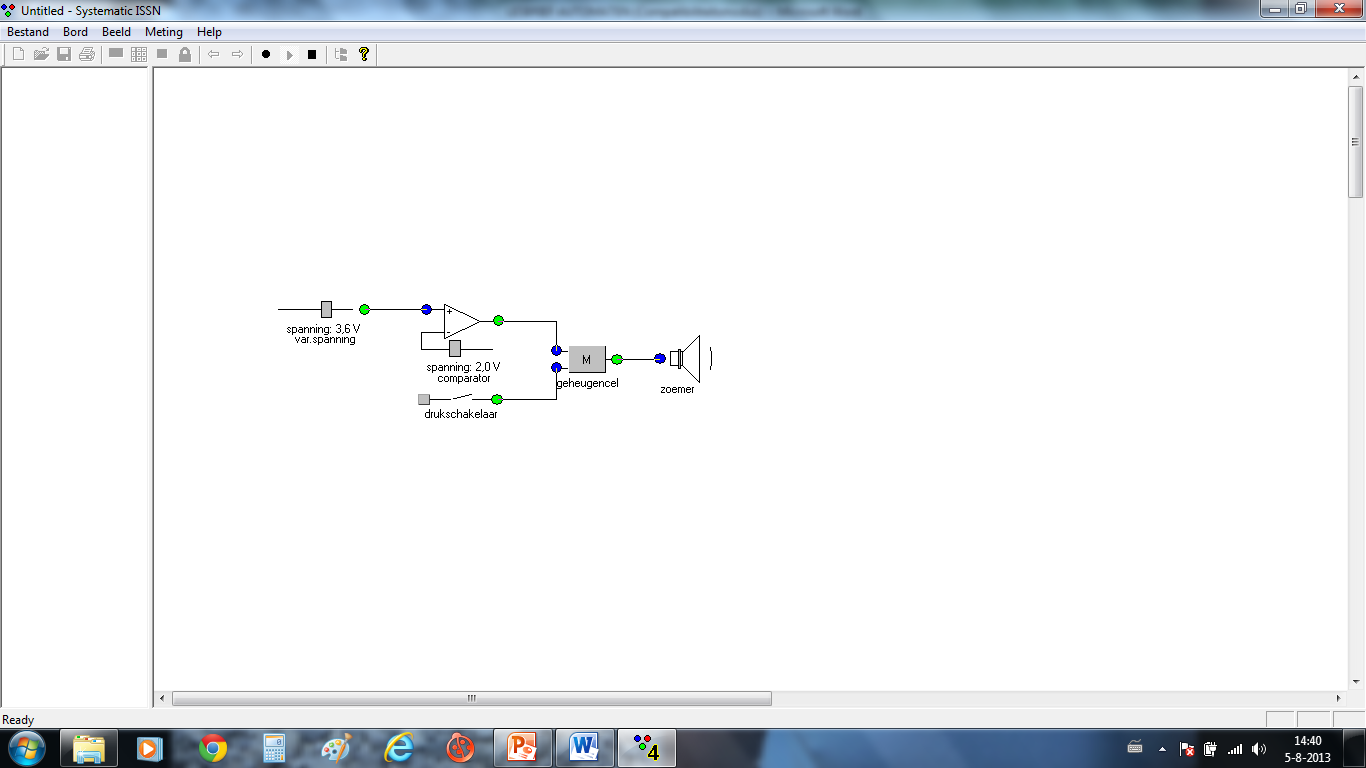 Untitled - Systematic ISSN
Bestand Bord Beeld Meting Help
spanning: 3,6 V
var.spanning
+
-
spanning: 2,0 V
comparator
M
geheugencel
zoemer
drukschakelaar
Ready
4
14:40
5-8-2013